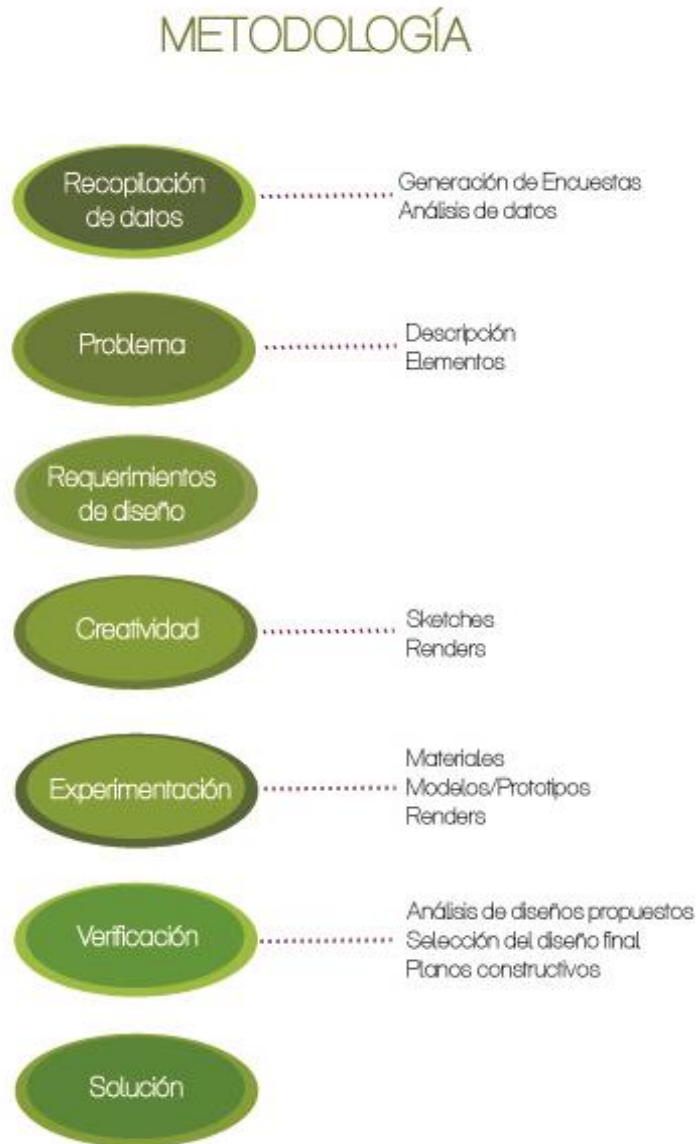 METODOLOGÍA
Recopilación
de datos
Generación de Encuestas
Análisis de datos
Problema
Descripción
Elementos
Requerimientos
de diseño
Creatividad
Sketches
Renders
Experimentación
Materiales
Modelos/Prototipos
Renders
Verificación
Análisis de diseños propuestos
Selección del diseño final
Planos constructivos
Solución